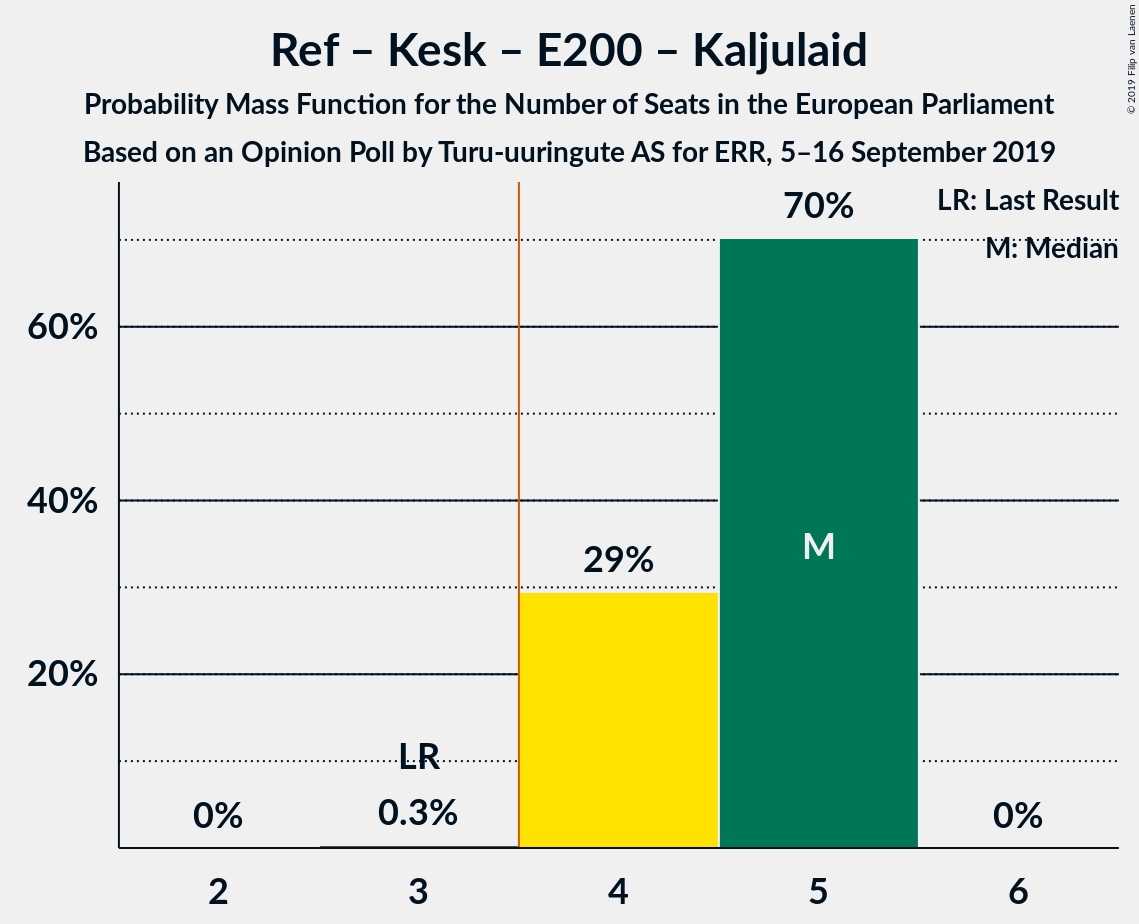 Ref – Kesk – E200 – Kaljulaid
Probability Mass Function for the Number of Seats in the European Parliament
Based on an Opinion Poll by Turu-uuringute AS for ERR, 5–16 September 2019
© 2019 Filip van Laenen
LR: Last Result
M: Median
70%
60%
M
40%
29%
20%
LR
0%
0.3%
0%
2
3
4
5
6